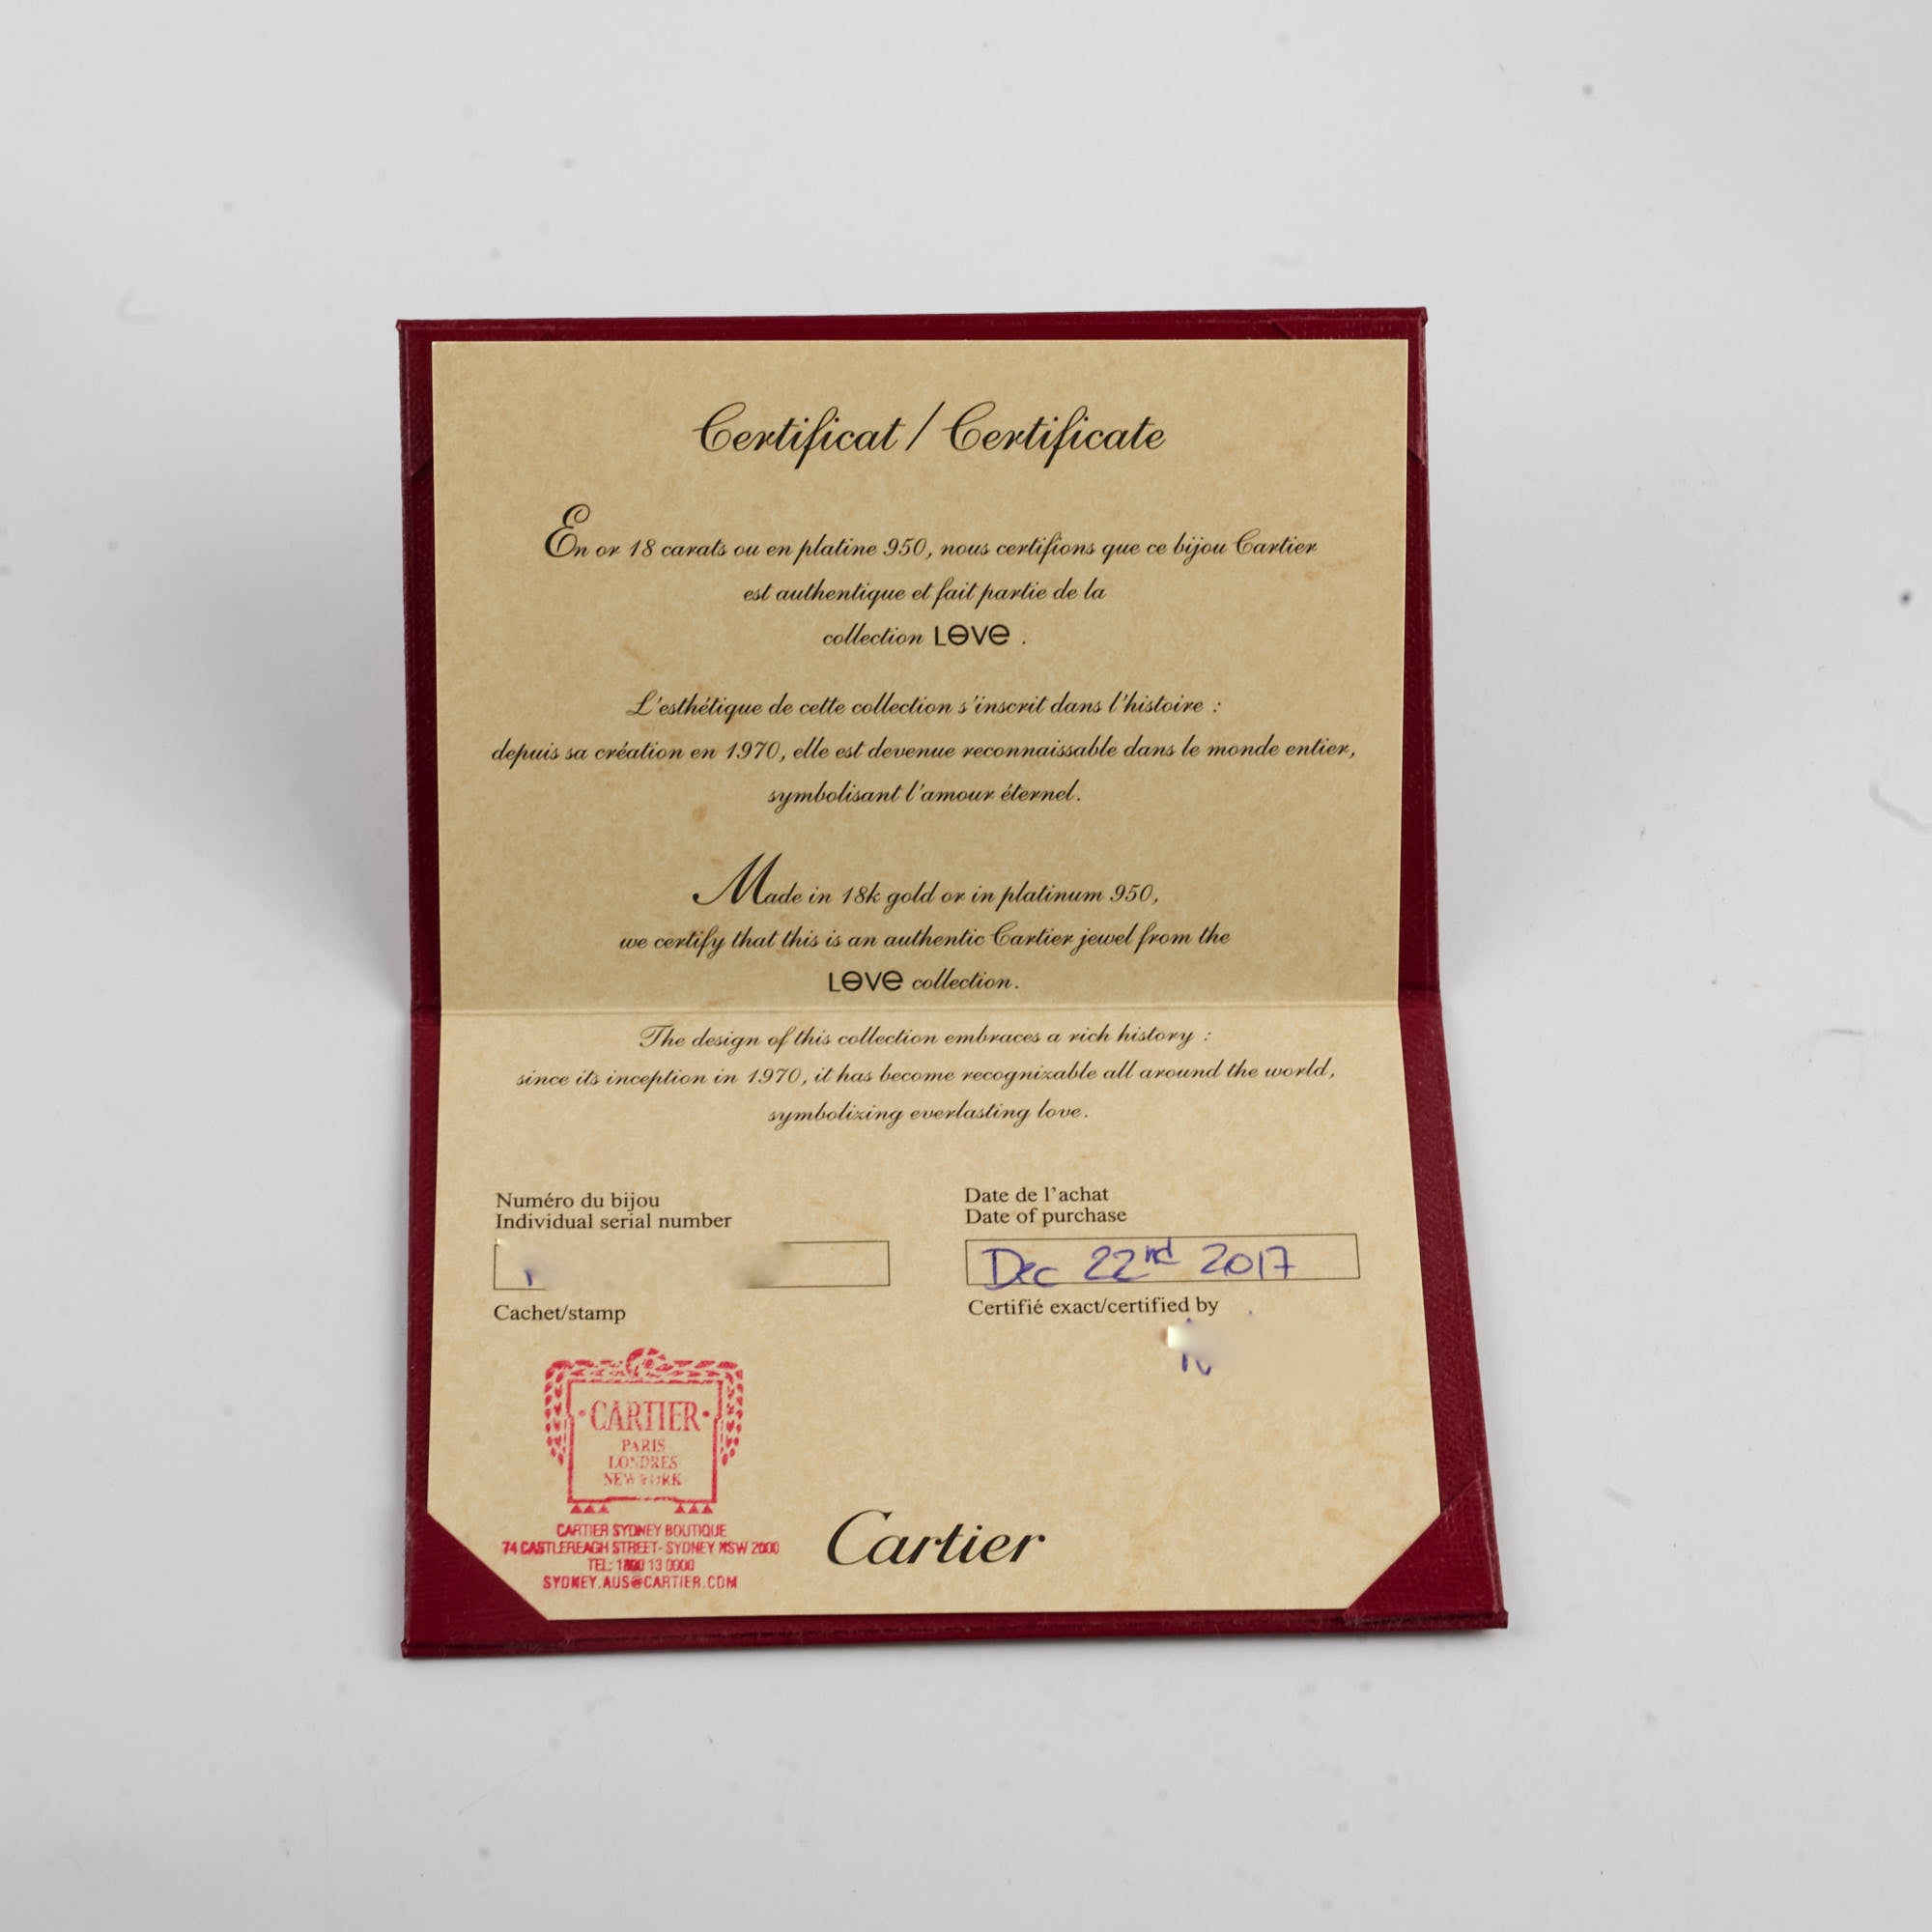 Certificat / Certificate
En or 18 carats ou en platine 950, nous certifions que ce bijou Cartier
est authentique et fait partie de la
collection LOVE .
L'esthétique de cette collection s'inscrit dans l'histoire :
depuis sa création en 1970, elle est devenue reconnaissable dans le monde entier,
symbolisant l'amour éternel.
Made in 18k gold or in platinum 950,
we certify that this is an authentic Cartier jewel from the
LOVE collection.
The design of this collection embraces a rich history :
since its inception in 1970, it has become recognizable all around the world,
symbolizing everlasting love.
Numéro du bijou
Individual serial number
Date de l'achat
Date of purchase
Dec 22nd 2017
Cachet/stamp
Certifié exact/certified by
CARTIER
PARIS
LONDRES
NEW YORK
CARTIER SYDNEY BOUTIQUE
74 CASTLEREAGH STREET - SYDNEY NSW 2000
TEL: 13 0000
SYDNEY.AUS@CARTIER.COM
Cartier